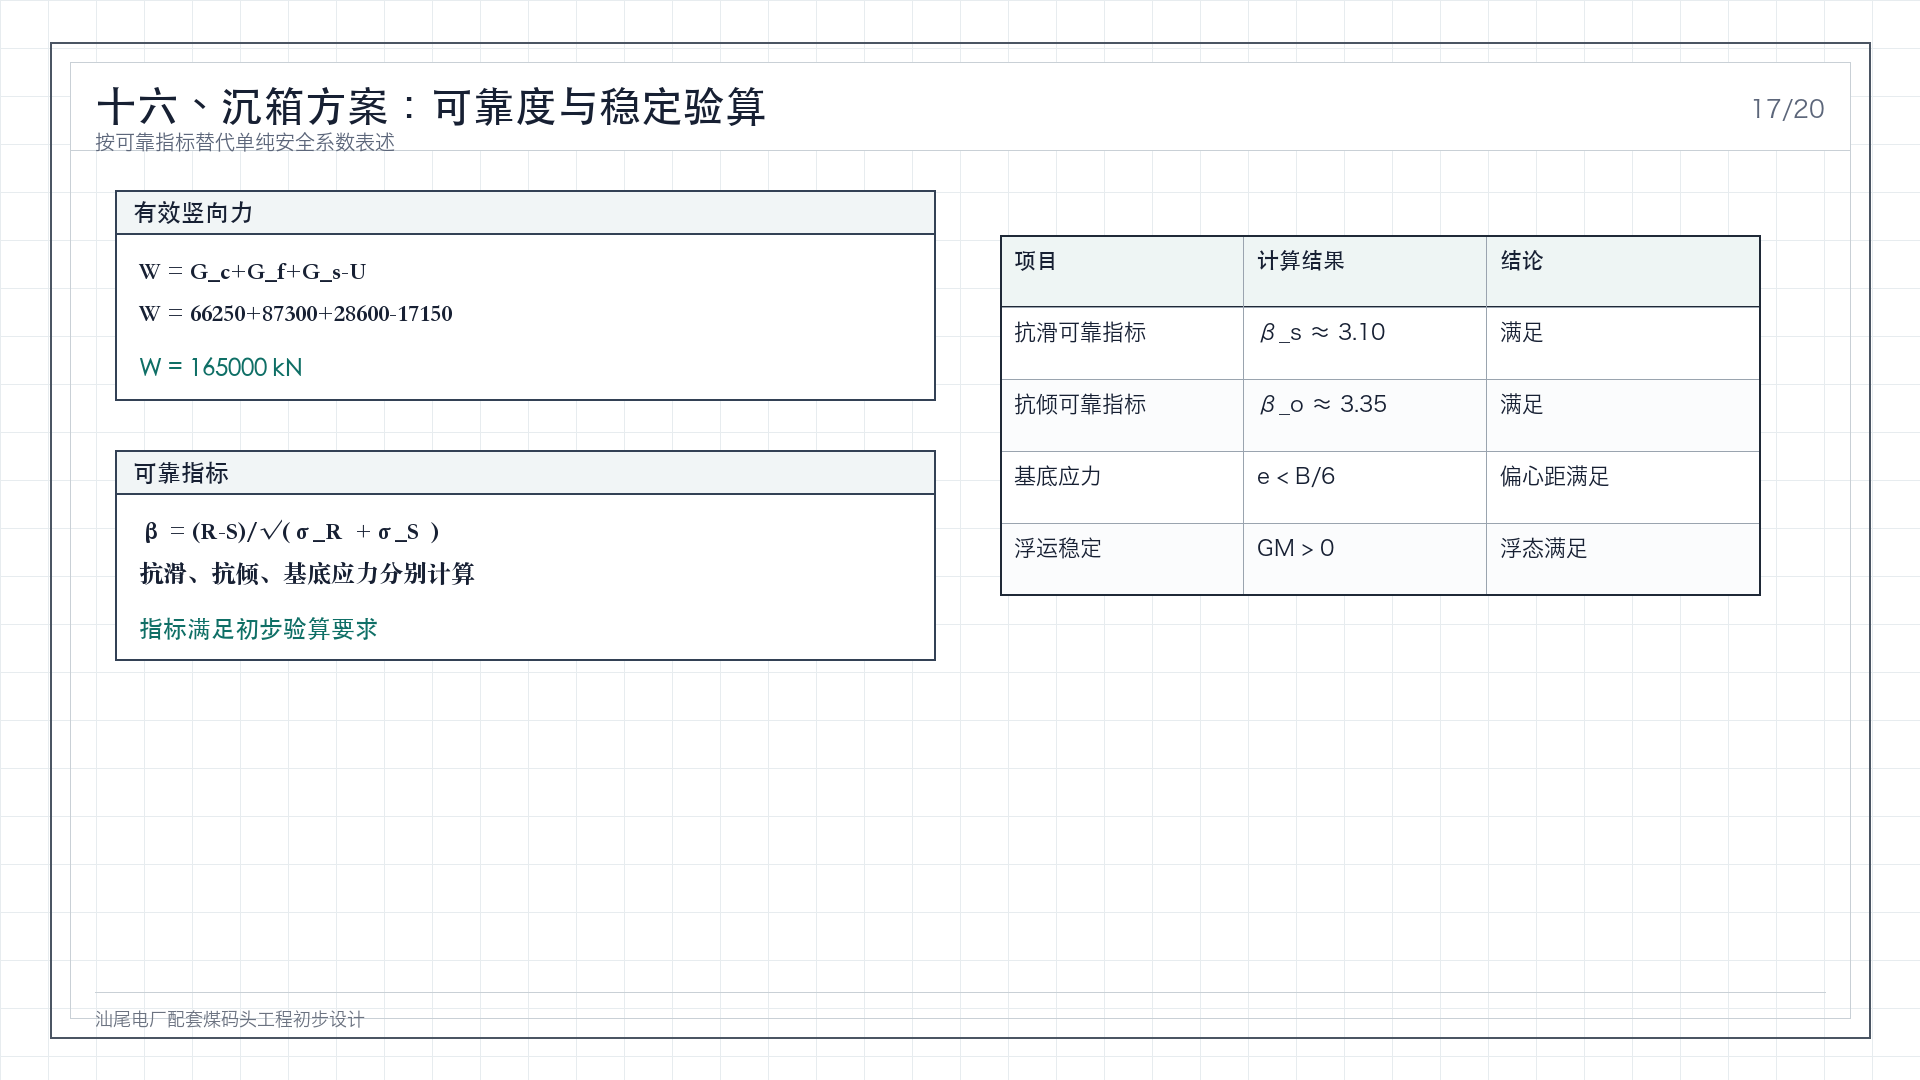 十六、沉箱方案：可靠度与稳定验算
17/20
按可靠指标替代单纯安全系数表述
有效竖向力
W = G_c+G_f+G_s-U
W = 66250+87300+28600-17150
W = 165000 kN
可靠指标
β = (R-S)/√(σ_R + σ_S )
抗滑、抗倾、基底应力分别计算
指标满足初步验算要求
项目 计算结果 结论
抗滑可靠指标 β_s ≈ 3.10 满足
抗倾可靠指标 β_o ≈ 3.35 满足
基底应力 e < B/6 偏心距满足
浮运稳定 GM > 0 浮态满足
汕尾电厂配套煤码头工程初步设计